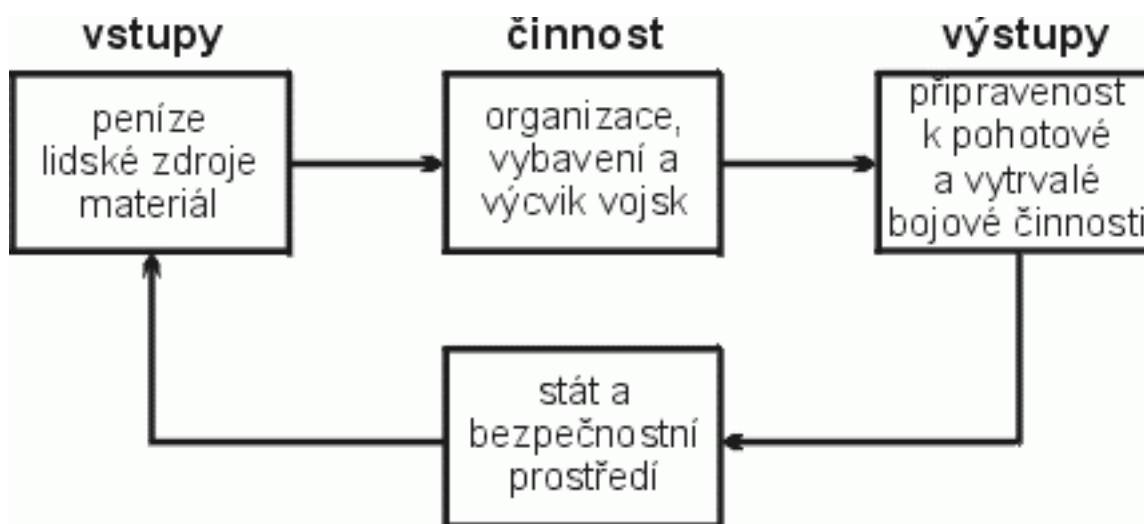 vstupy
činnost
výstupy
peníze
lidské zdroje
materiál
organizace,
vybavení a
výcvik vojsk
připravenost
k pohotové
a vytrvalé
bojové činnosti
stát a
bezpečnostní
prostředí